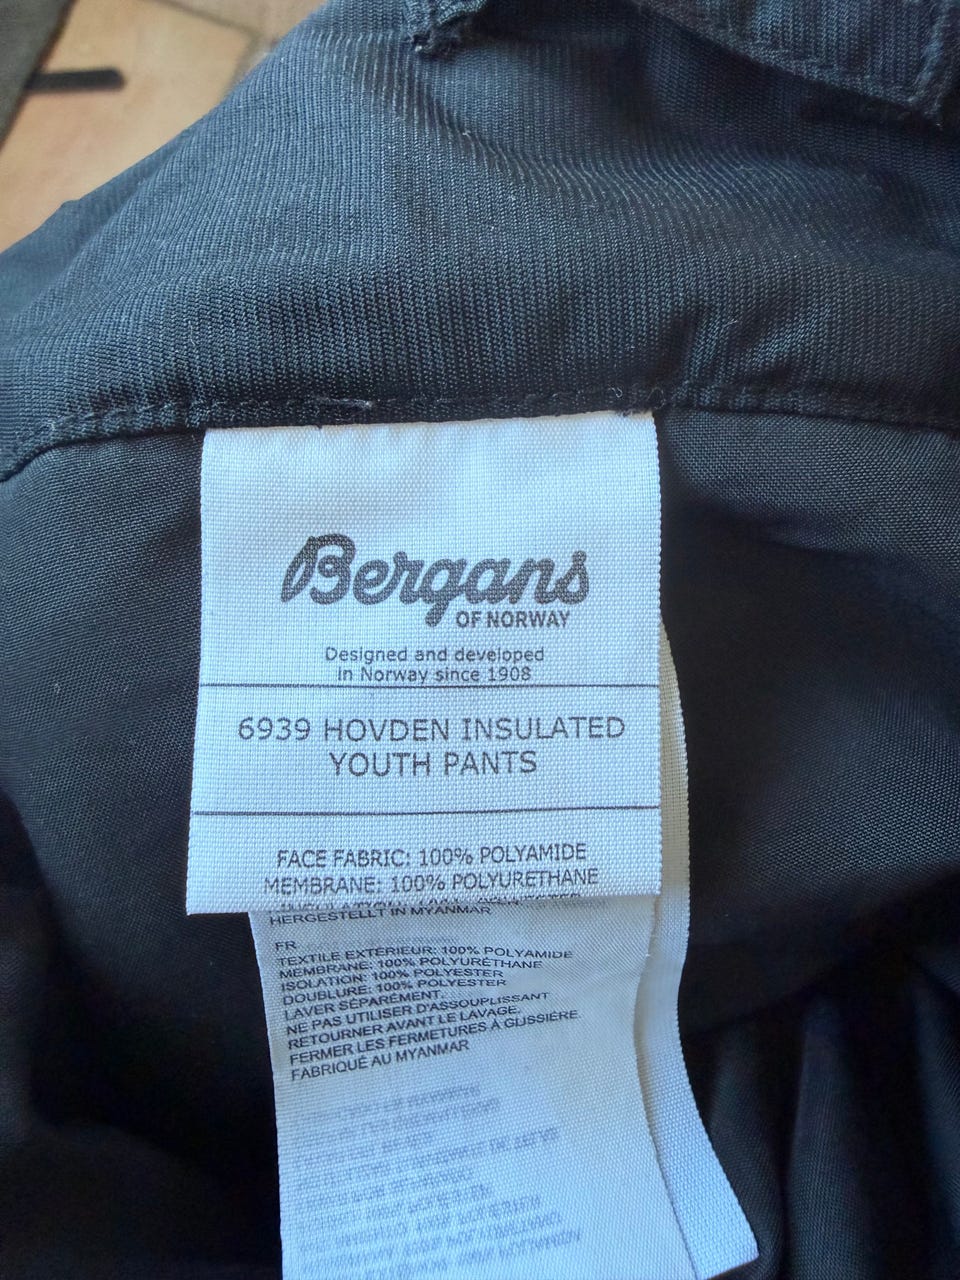 Bergans
OF NORWAY
Designed and developed
in Norway since 1908
6939 HOVDEN INSULATED
YOUTH PANTS
FACE FABRIC: 100% POLYAMIDE
MEMBRANE: 100% POLYURETHANE
HERGESTELLT IN MYANMAR
FR
TEXTILE EXTÉRIEUR: 100% POLYAMIDE
MEMBRANE: 100% POLYURÉTHANE
ISOLATION: 100% POLYESTER
DOUBLURE: 100% POLYESTER
LAVER SÉPARÉMENT.
NE PAS UTILISER D'ASSOUPLISSANT
RETOURNER AVANT LE LAVAGE.
FERMER LES FERMETURES À GLISSIÈRE.
FABRIQUÉ AU MYANMAR